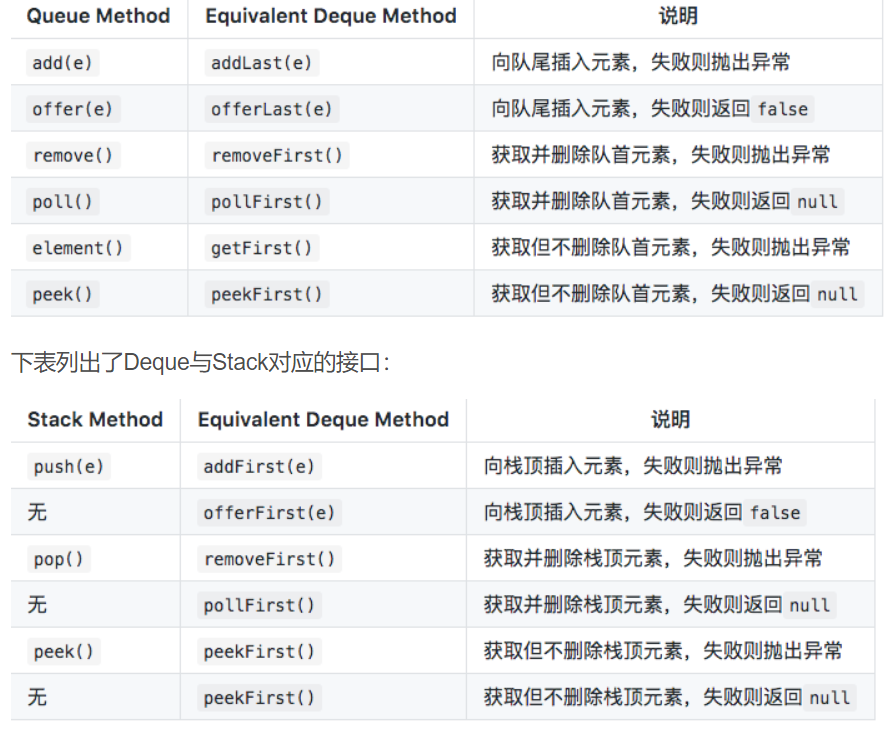 Queue Method Equivalent Deque Method 说明
add(e) addLast(e) 向队尾插入元素，失败则抛出异常
offer(e) offerLast(e) 向队尾插入元素，失败则返回 false
remove() removeFirst() 获取并删除队首元素，失败则抛出异常
poll() pollFirst() 获取并删除队首元素，失败则返回 null
element() getFirst() 获取但不删除队首元素，失败则抛出异常
peek() peekFirst() 获取但不删除队首元素，失败则返回 null
下表列出了Deque与Stack对应的接口：
Stack Method Equivalent Deque Method 说明
push(e) addFirst(e) 向栈顶插入元素，失败则抛出异常
无 offerFirst(e) 向栈顶插入元素，失败则返回 false
pop() removeFirst() 获取并删除栈顶元素，失败则抛出异常
无 pollFirst() 获取并删除栈顶元素，失败则返回 null
peek() peekFirst() 获取但不删除栈顶元素，失败则抛出异常
无 peekFirst() 获取但不删除栈顶元素，失败则返回 null